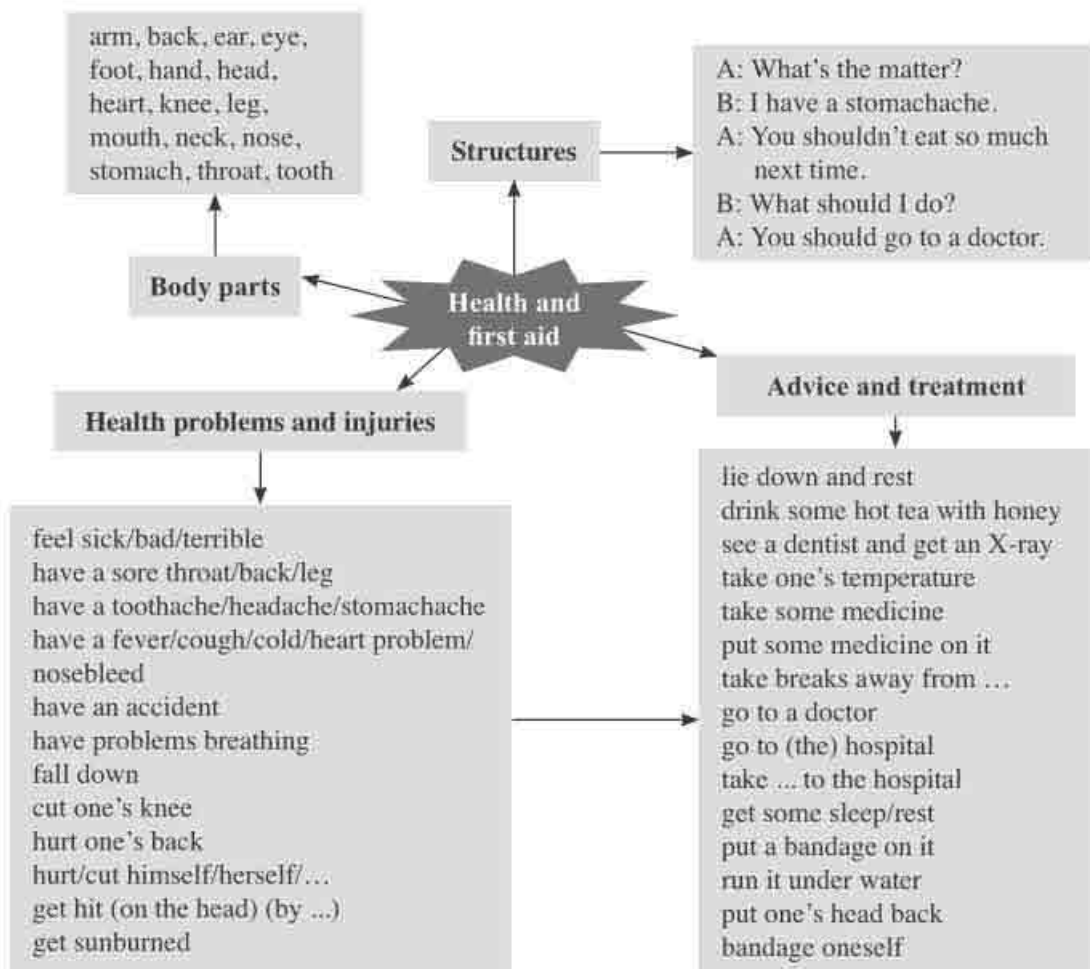 arm, back, ear, eye,
foot, hand, head,
heart, knee, leg,
mouth, neck, nose,
stomach, throat, tooth
Structures
A: What's the matter?
B: I have a stomachache.
A: You shouldn't eat so much
next time.
B: What should I do?
A: You should go to a doctor.
Body parts
Health and
first aid
Health problems and injuries
Advice and treatment
feel sick/bad/terrible
have a sore throat/back/leg
have a toothache/headache/stomachache
have a fever/cough/cold/heart problem/
nosebleed
have an accident
have problems breathing
fall down
cut one's knee
hurt one's back
hurt/cut himself/herself/…
get hit (on the head) (by ...)
get sunburned
lie down and rest
drink some hot tea with honey
see a dentist and get an X-ray
take one's temperature
take some medicine
put some medicine on it
take breaks away from …
go to a doctor
go to (the) hospital
take ... to the hospital
get some sleep/rest
put a bandage on it
run it under water
put one's head back
bandage oneself